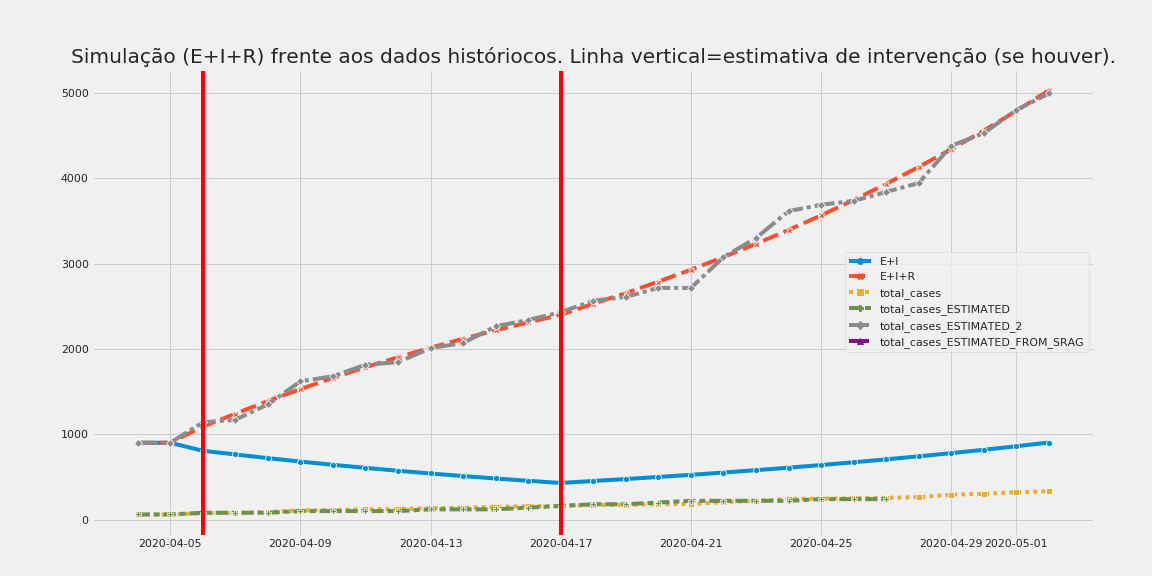 Simulação (E+I+R) frente aos dados históriocos. Linha vertical=estimativa de intervenção (se houver).
5000
4000
3000
2000
1000
0
E+I
E+I+R
total_cases
total_cases_ESTIMATED
total_cases_ESTIMATED_2
total_cases_ESTIMATED_FROM_SRAG
2020-04-05 2020-04-09 2020-04-13 2020-04-17 2020-04-21 2020-04-25 2020-04-29 2020-05-01